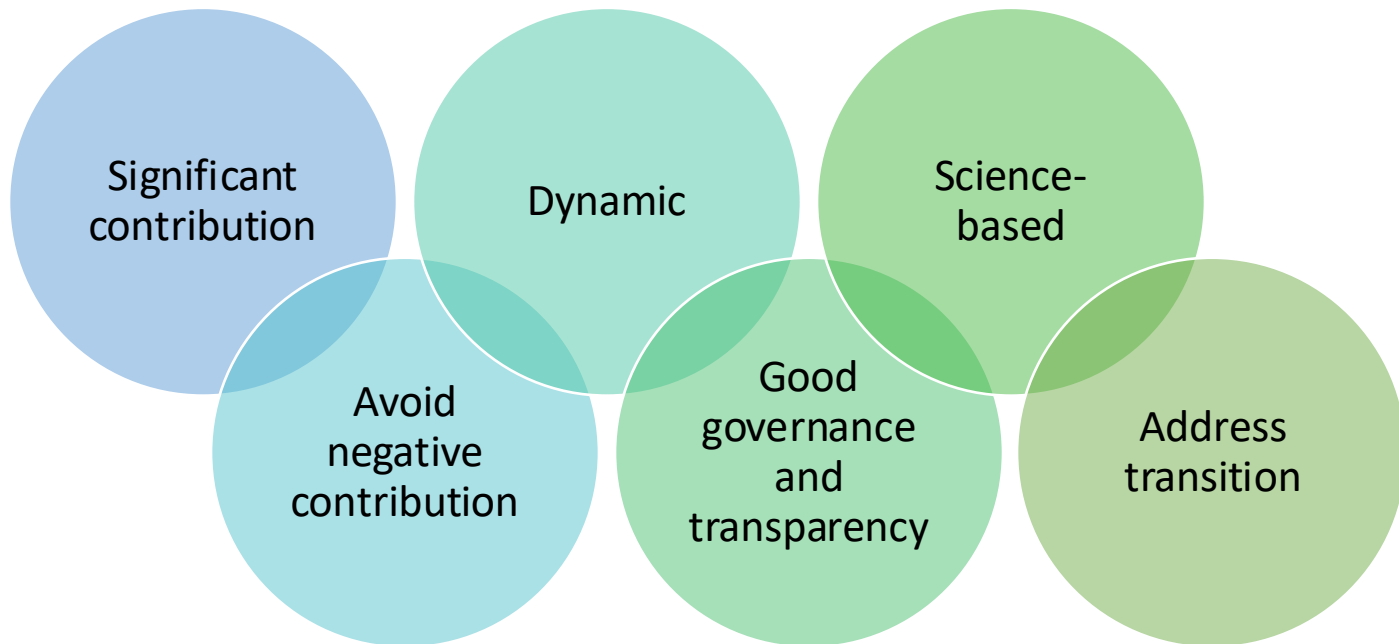 Significant
contribution
Avoid
negative
contribution
Dynamic
Good
governance
and
transparency
Science-
based
Address
transition